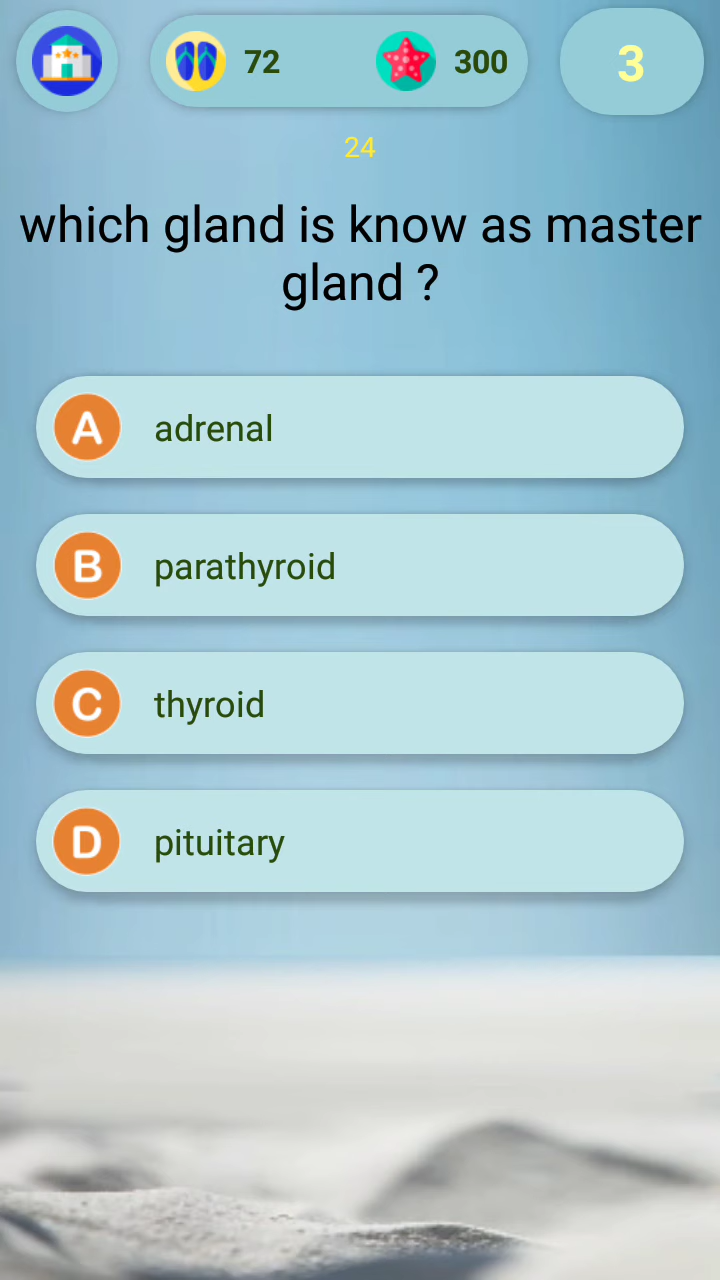 72
300
3
24
which gland is know as master
gland ?
A adrenal
B parathyroid
C thyroid
D pituitary